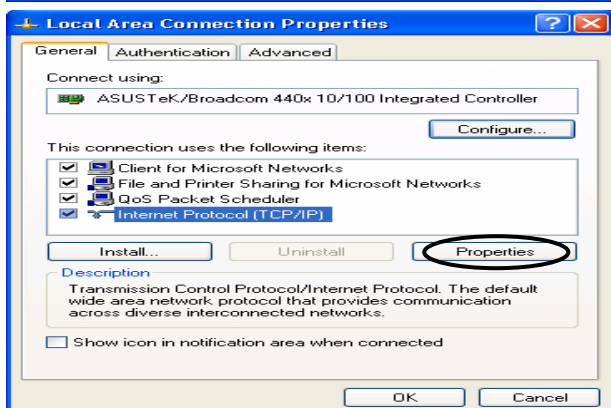 Local Area Connection Properties
General Authentication Advanced
Connect using:
ASUSTeK/Broadcom 440x 10/100 Integrated Controller
Configure...
This connection uses the following items:
Client for Microsoft Networks
File and Printer Sharing for Microsoft Networks
QoS Packet Scheduler
Internet Protocol (TCP/IP)
Install... Uninstall Properties
Description
Transmission Control Protocol/Internet Protocol. The default
wide area network protocol that provides communication
across diverse interconnected networks.
Show icon in notification area when connected
OK Cancel